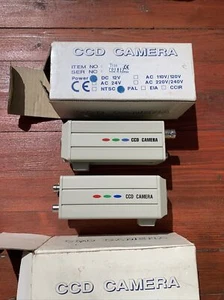 CCD CAMERA
ITEM NO
SERIAL NO
Power DC 12V AC 110V/120V
AC 24V AC 220V/240V
NTSC PAL EIA CCIR
CCD CAMERA
CCD CAMERA
CCD CAMERA